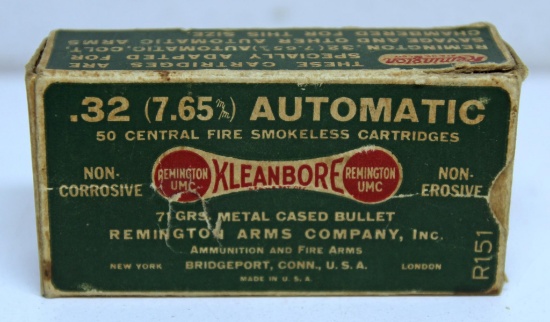 THESE CARTRIDGES ARE
SPECIALLY ADAPTED FOR
REMINGTON .32 (7.65 m/m) AUTOMATIC, COLT
SAVAGE AND OTHER AUTOMATIC ARMS
CHAMBERED FOR THIS SIZE.
Remington
.32 (7.65 m/m) AUTOMATIC
50 CENTRAL FIRE SMOKELESS CARTRIDGES
NON-
CORROSIVE
REMINGTON
UMC
KLEANBORE
REMINGTON
UMC
NON-
EROSIVE
71 GRS. METAL CASED BULLET
REMINGTON ARMS COMPANY, INC.
AMMUNITION AND FIRE ARMS
NEW YORK BRIDGEPORT, CONN., U. S. A. LONDON
MADE IN U. S. A.
R151